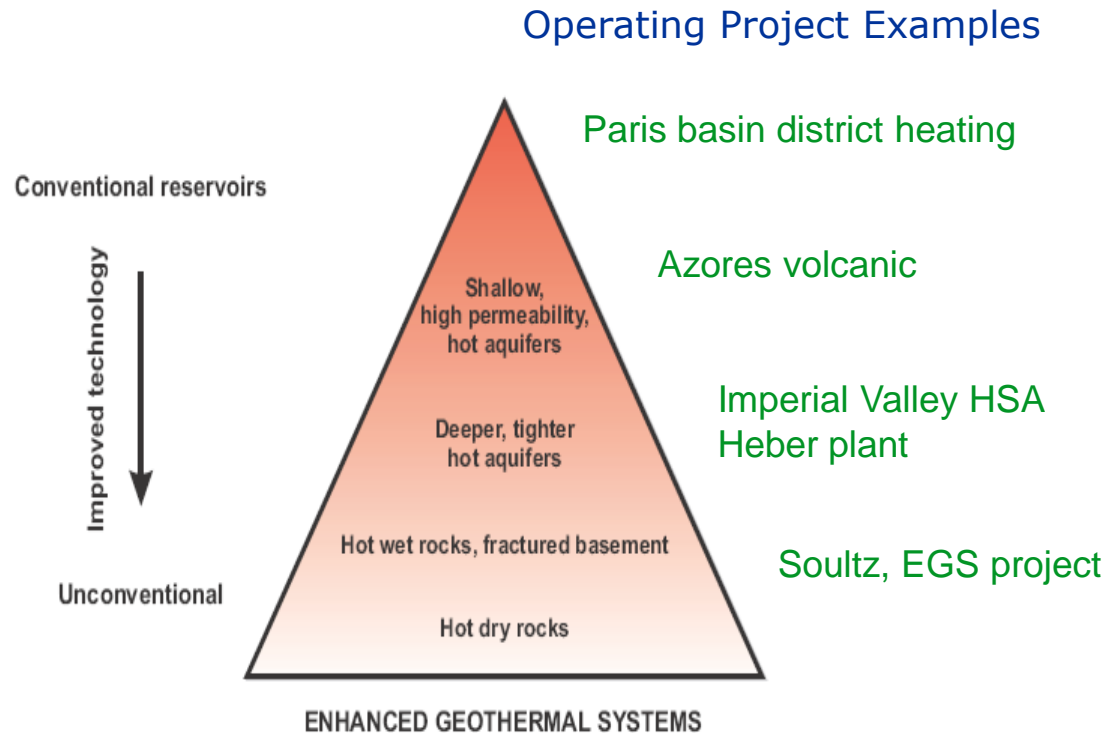 Operating Project Examples
Paris basin district heating
Conventional reservoirs
Azores volcanic
Improved technology
Shallow,
high permeability,
hot aquifers
Imperial Valley HSA
Heber plant
Deeper, tighter
hot aquifers
Hot wet rocks, fractured basement
Soultz, EGS project
Unconventional
Hot dry rocks
ENHANCED GEOTHERMAL SYSTEMS